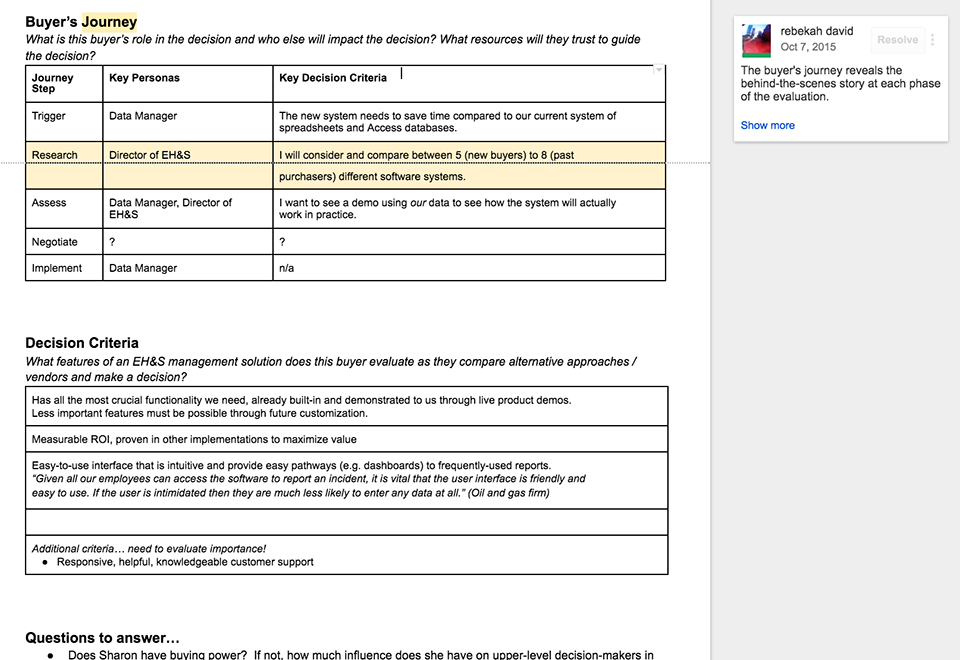 Buyer's Journey
What is this buyer's role in the decision and who else will impact the decision? What resources will they trust to guide
the decision?
Journey
Step
Key Personas
Key Decision Criteria
Trigger
Data Manager
The new system needs to save time compared to our current system of
spreadsheets and Access databases.
Research
Director of EH&S
I will consider and compare between 5 (new buyers) to 8 (past
purchasers) different software systems.
Assess
Data Manager, Director of
EH&S
I want to see a demo using our data to see how the system will actually
work in practice.
Negotiate
?
?
Implement
Data Manager
n/a
Decision Criteria
What features of an EH&S management solution does this buyer evaluate as they compare alternative approaches /
vendors and make a decision?
Has all the most crucial functionality we need, already built-in and demonstrated to us through live product demos.
Less important features must be possible through future customization.
Measurable ROI, proven in other implementations to maximize value
Easy-to-use interface that is intuitive and provide easy pathways (e.g. dashboards) to frequently-used reports.
"Given all our employees can access the software to report an incident, it is vital that the user interface is friendly and
easy to use. If the user is intimidated then they are much less likely to enter any data at all." (Oil and gas firm)
Additional criteria… need to evaluate importance!
● Responsive, helpful, knowledgeable customer support
Questions to answer…
● Does Sharon have buying power? If not, how much influence does she have on upper-level decision-makers in
rebekah david
Oct 7, 2015
Resolve
The buyer's journey reveals the
behind-the-scenes story at each phase
of the evaluation.
Show more